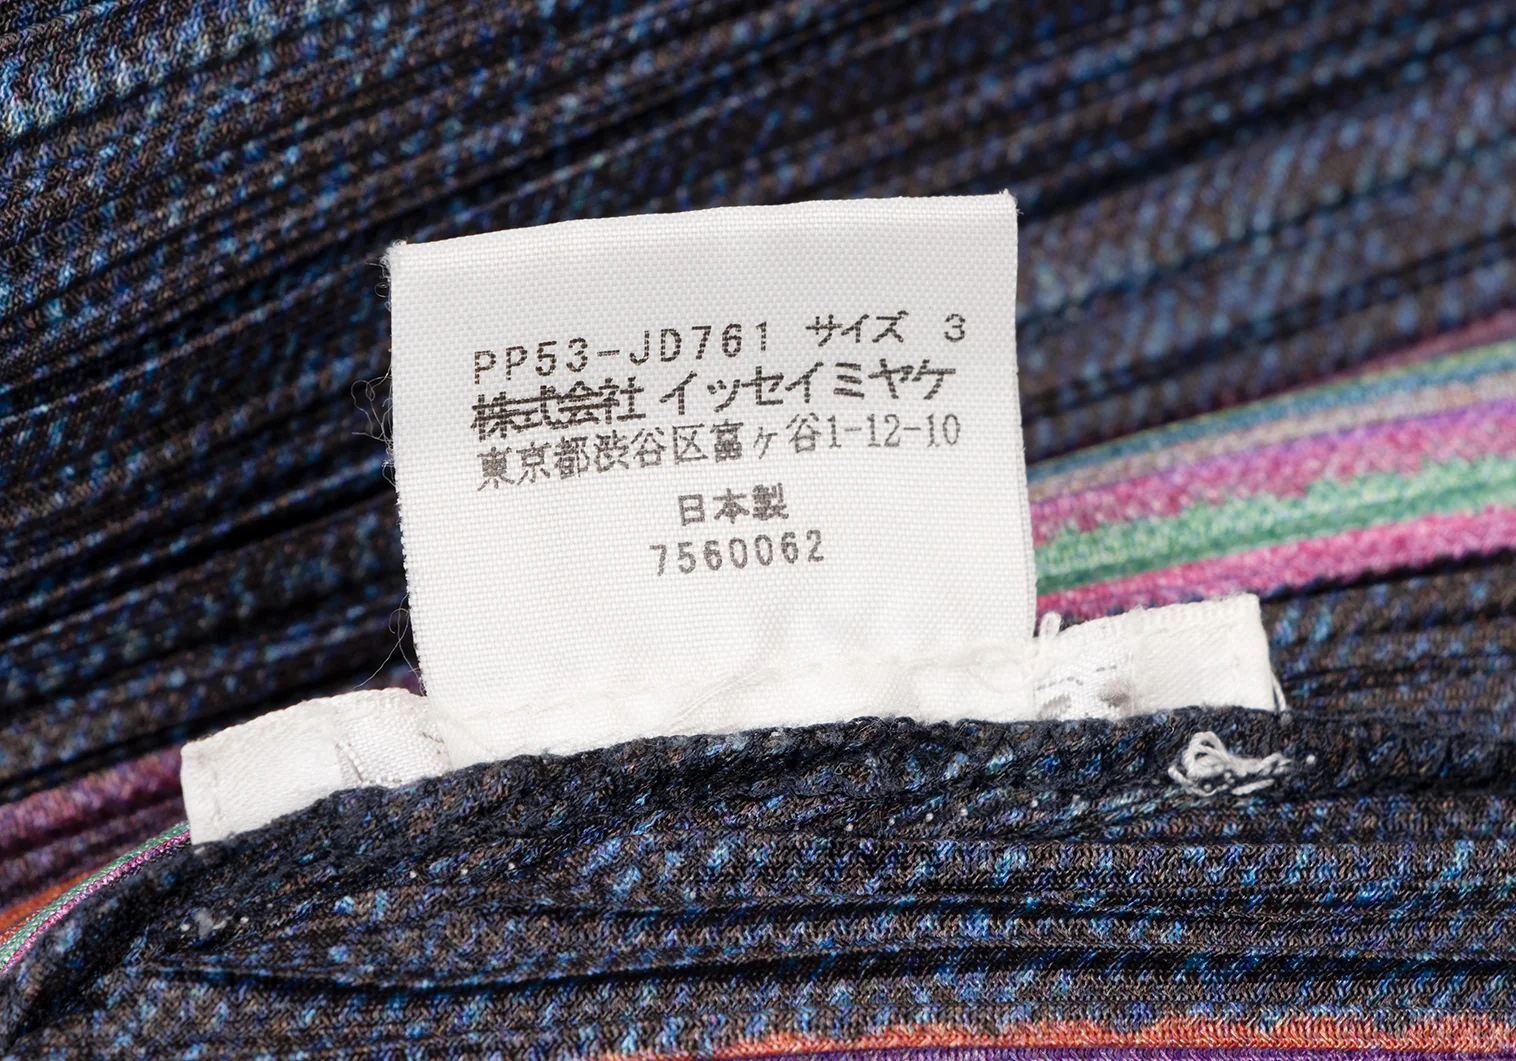 PP53-JD761 サイズ 3
株式会社 イッセイミヤケ
東京都渋谷区富ヶ谷1-12-10
日本製
7560062